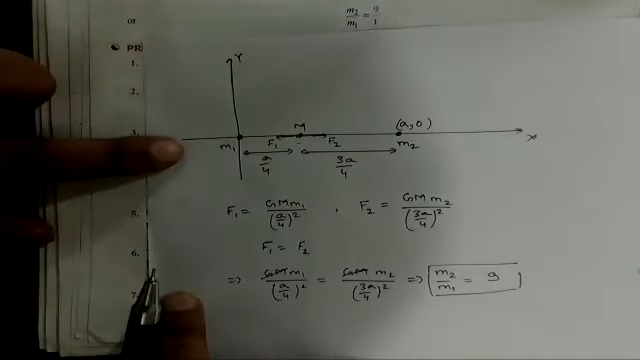 or
m₂/m₁ = 9/1
PR
1.
2.
3.
5.
6.
7.
Y
M
(a, 0)
F₁
F₂
m₁
m₂
X
a/4
3a/4
F₁ = GMm₁/(a/4)² , F₂ = GMm₂/(3a/4)²
F₁ = F₂
⇒ GMm₁/(a/4)² = GMm₂/(3a/4)² ⇒ m₂/m₁ = 9